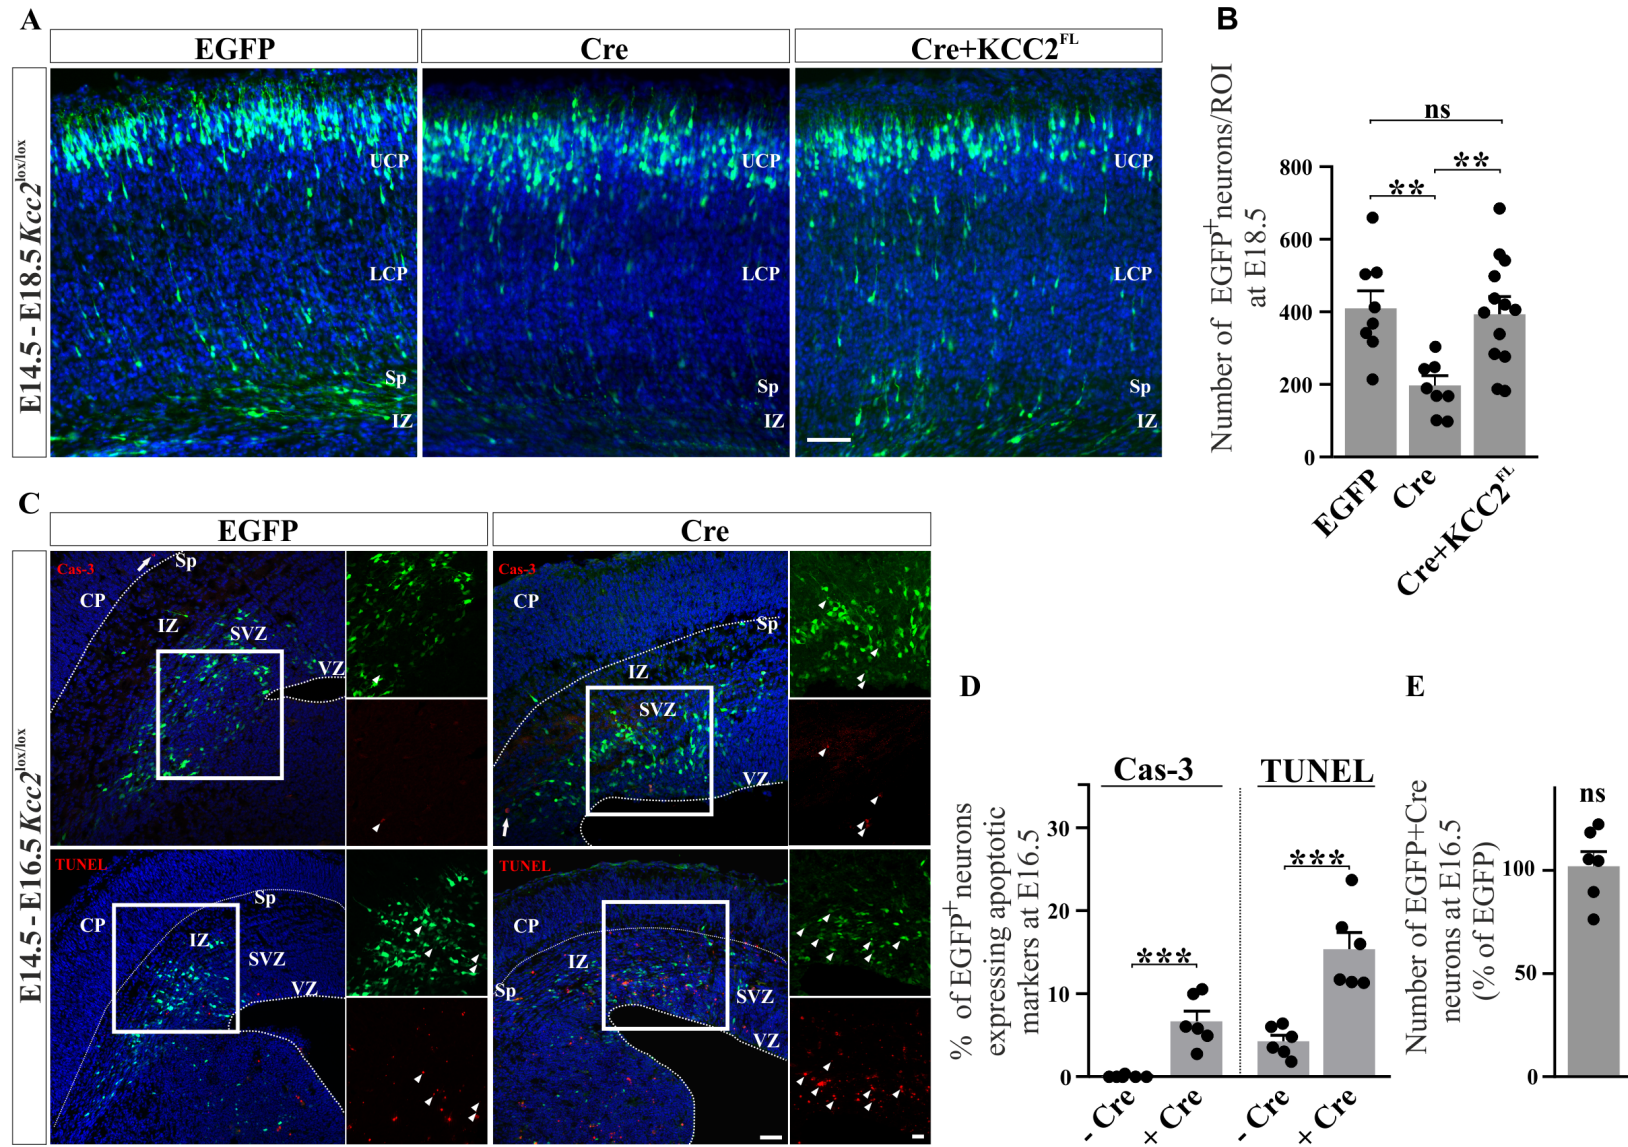 A
EGFP
Cre
Cre+KCC2FL
E14.5 - E18.5 Kcc2lox/lox
UCP
LCP
Sp
IZ
UCP
LCP
Sp
IZ
UCP
LCP
Sp
IZ
B
ns
**
**
Number of EGFP+neurons/ROI
at E18.5
800
600
400
200
0
EGFP
Cre
Cre+KCC2FL
C
EGFP
Cre
E14.5 - E16.5 Kcc2lox/lox
Cas-3
Sp
CP
IZ
SVZ
VZ
Cas-3
CP
Sp
IZ
SVZ
VZ
TUNEL
Sp
CP
IZ
SVZ
VZ
TUNEL
CP
IZ
Sp
SVZ
VZ
D
Cas-3
TUNEL
% of EGFP+ neurons
expressing apoptotic
markers at E16.5
30
20
10
0
***
***
- Cre
+ Cre
- Cre
+ Cre
E
ns
Number of EGFP+Cre
neurons at E16.5
(% of EGFP)
100
50
0